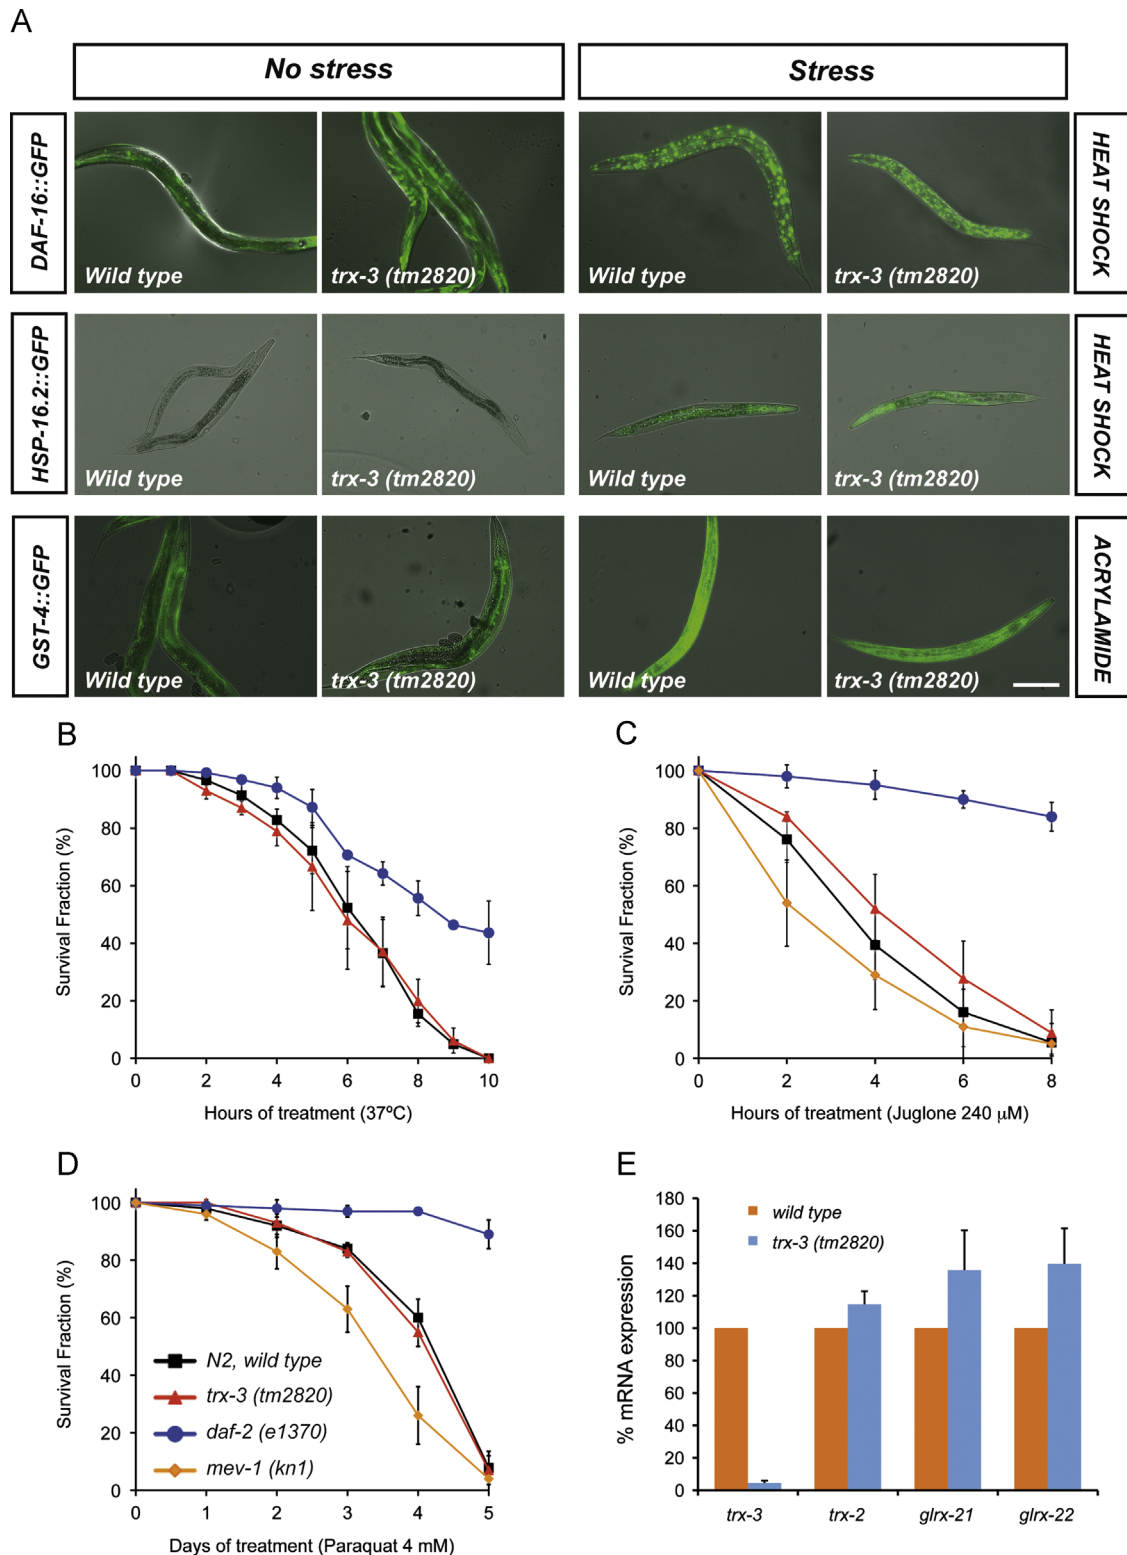 A
No stress
Stress
DAF-16::GFP
Wild type
trx-3 (tm2820)
Wild type
trx-3 (tm2820)
HEAT SHOCK
HSP-16.2::GFP
Wild type
trx-3 (tm2820)
Wild type
trx-3 (tm2820)
HEAT SHOCK
GST-4::GFP
Wild type
trx-3 (tm2820)
Wild type
trx-3 (tm2820)
ACRYLAMIDE
B
Survival Fraction (%)
100
80
60
40
20
0
0 2 4 6 8 10
Hours of treatment (37ºC)
C
Survival Fraction (%)
100
80
60
40
20
0
0 2 4 6 8
Hours of treatment (Juglone 240 μM)
D
Survival Fraction (%)
100
80
60
40
20
0
N2, wild type
trx-3 (tm2820)
daf-2 (e1370)
mev-1 (kn1)
0 1 2 3 4 5
Days of treatment (Paraquat 4 mM)
E
% mRNA expression
180
160
140
120
100
80
60
40
20
0
wild type
trx-3 (tm2820)
trx-3 trx-2 glrx-21 glrx-22